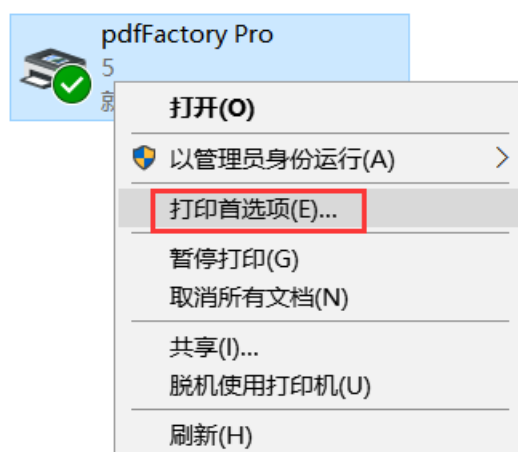 pdfFactory Pro
5
打开(O)
以管理员身份运行(A)
打印首选项(E)...
暂停打印(G)
取消所有文档(N)
共享(I)...
脱机使用打印机(U)
刷新(H)